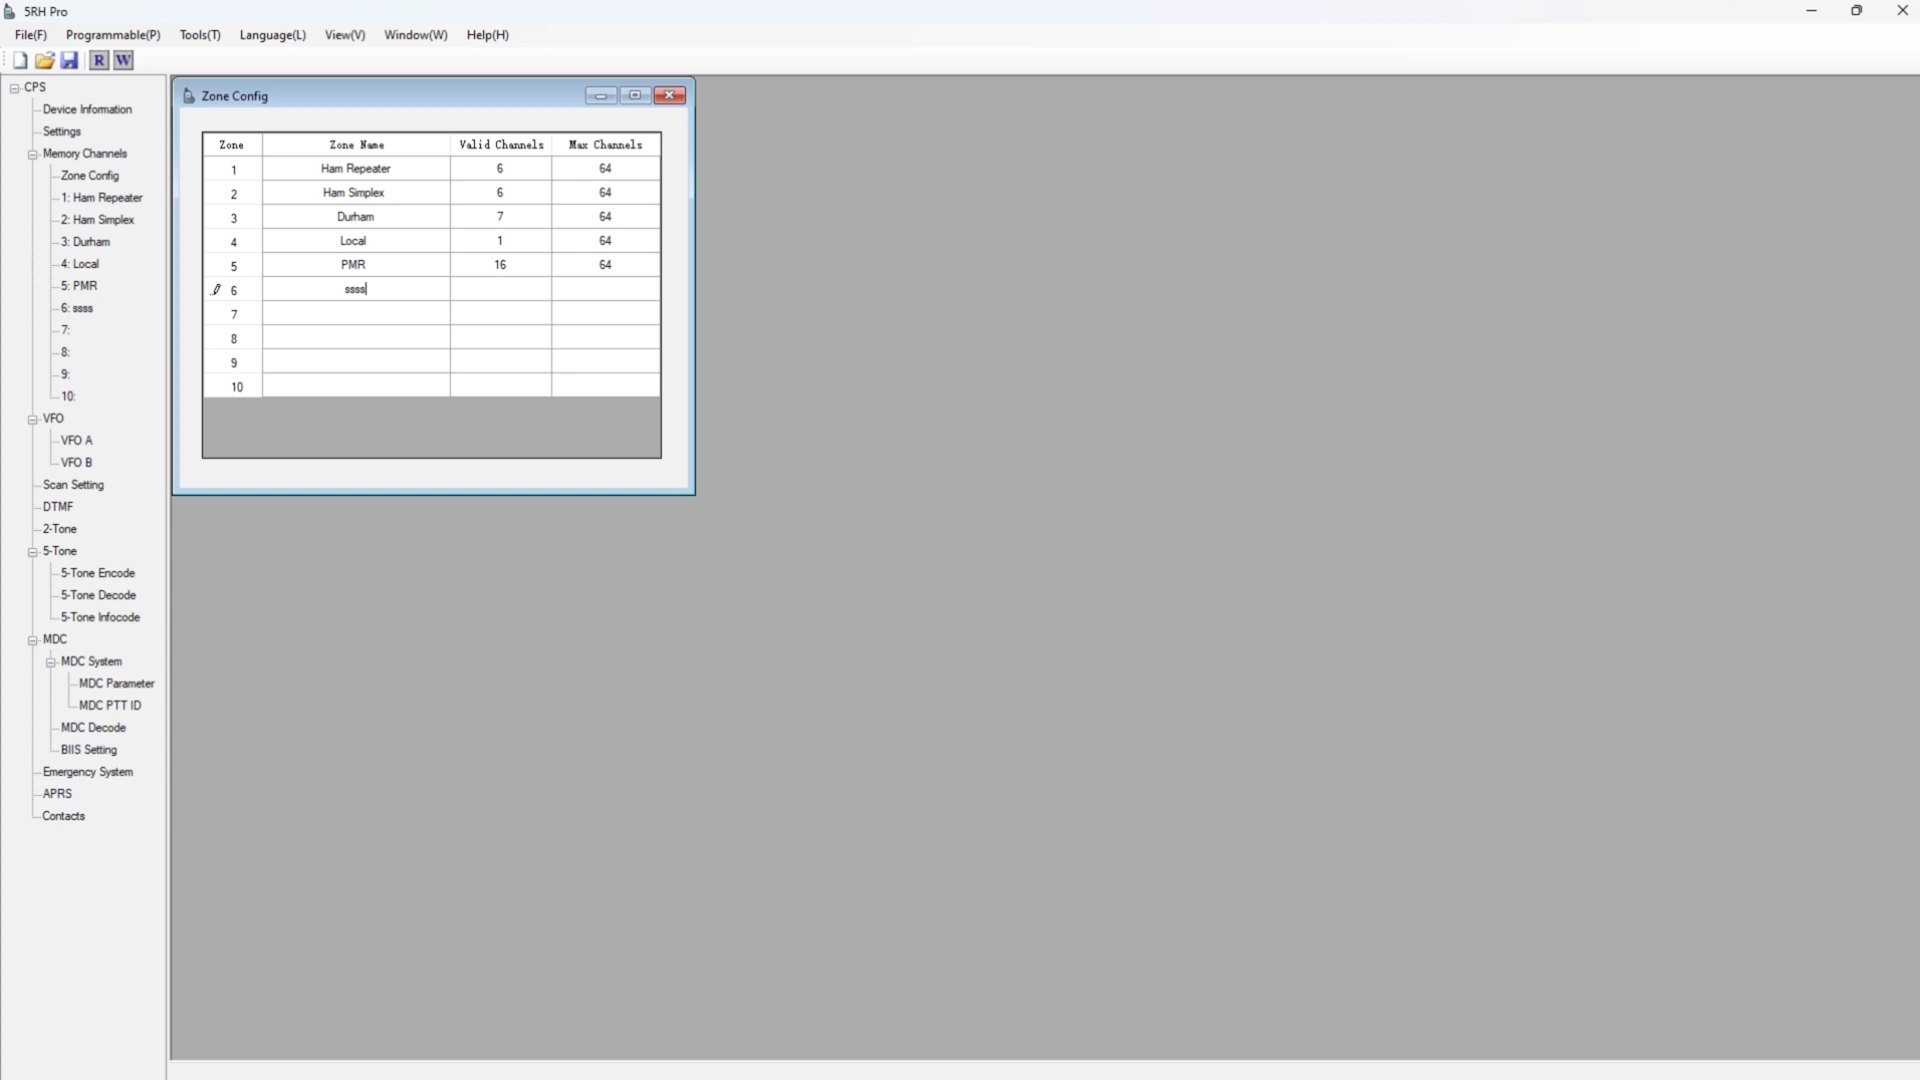 5RH Pro
File(F) Programmable(P) Tools(T) Language(L) View(V) Window(W) Help(H)
R W
CPS
Device Information
Settings
Memory Channels
Zone Config
1: Ham Repeater
2: Ham Simplex
3: Durham
4: Local
5: PMR
6: ssss
7:
8:
9:
10:
VFO
VFO A
VFO B
Scan Setting
DTMF
2-Tone
5-Tone
5-Tone Encode
5-Tone Decode
5-Tone Infocode
MDC
MDC System
MDC Parameter
MDC PTT ID
MDC Decode
BIIS Setting
Emergency System
APRS
Contacts
Zone Config
Zone Zone Name Valid Channels Max Channels
1 Ham Repeater 6 64
2 Ham Simplex 6 64
3 Durham 7 64
4 Local 1 64
5 PMR 16 64
6 ssss
7
8
9
10